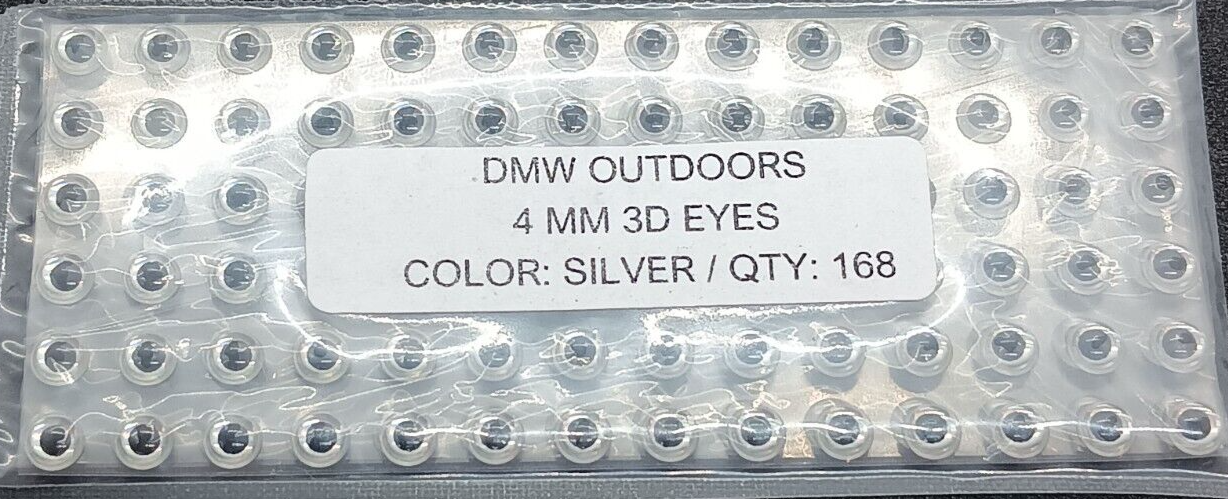 DMW OUTDOORS
4 MM 3D EYES
COLOR: SILVER / QTY: 168